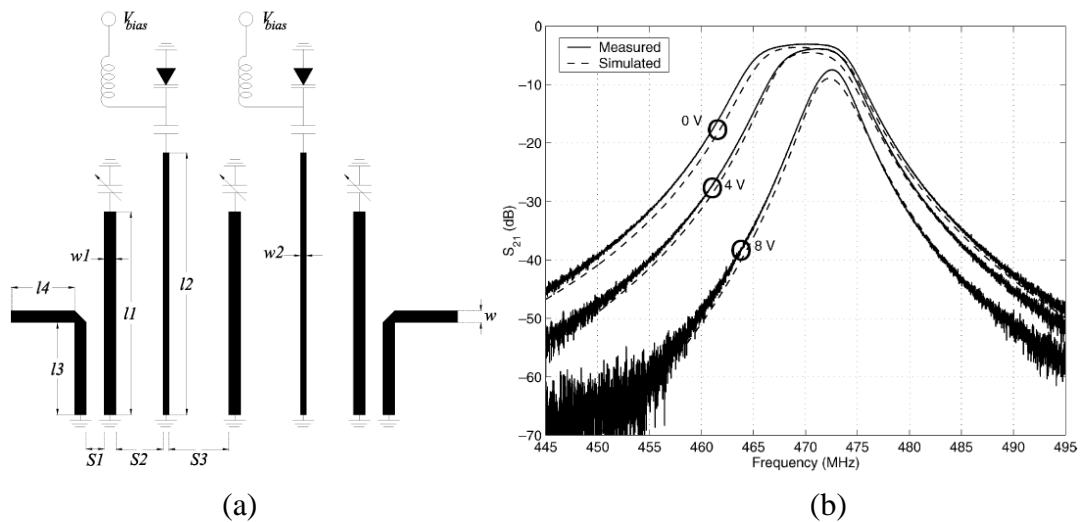 V_bias
V_bias
w1
l1
l2
w2
l4
l3
w
S1
S2
S3
(a)
0
−10
−20
−30
−40
−50
−60
−70
S_21 (dB)
Measured
Simulated
0 V
4 V
8 V
445
450
455
460
465
470
475
480
485
490
495
Frequency (MHz)
(b)